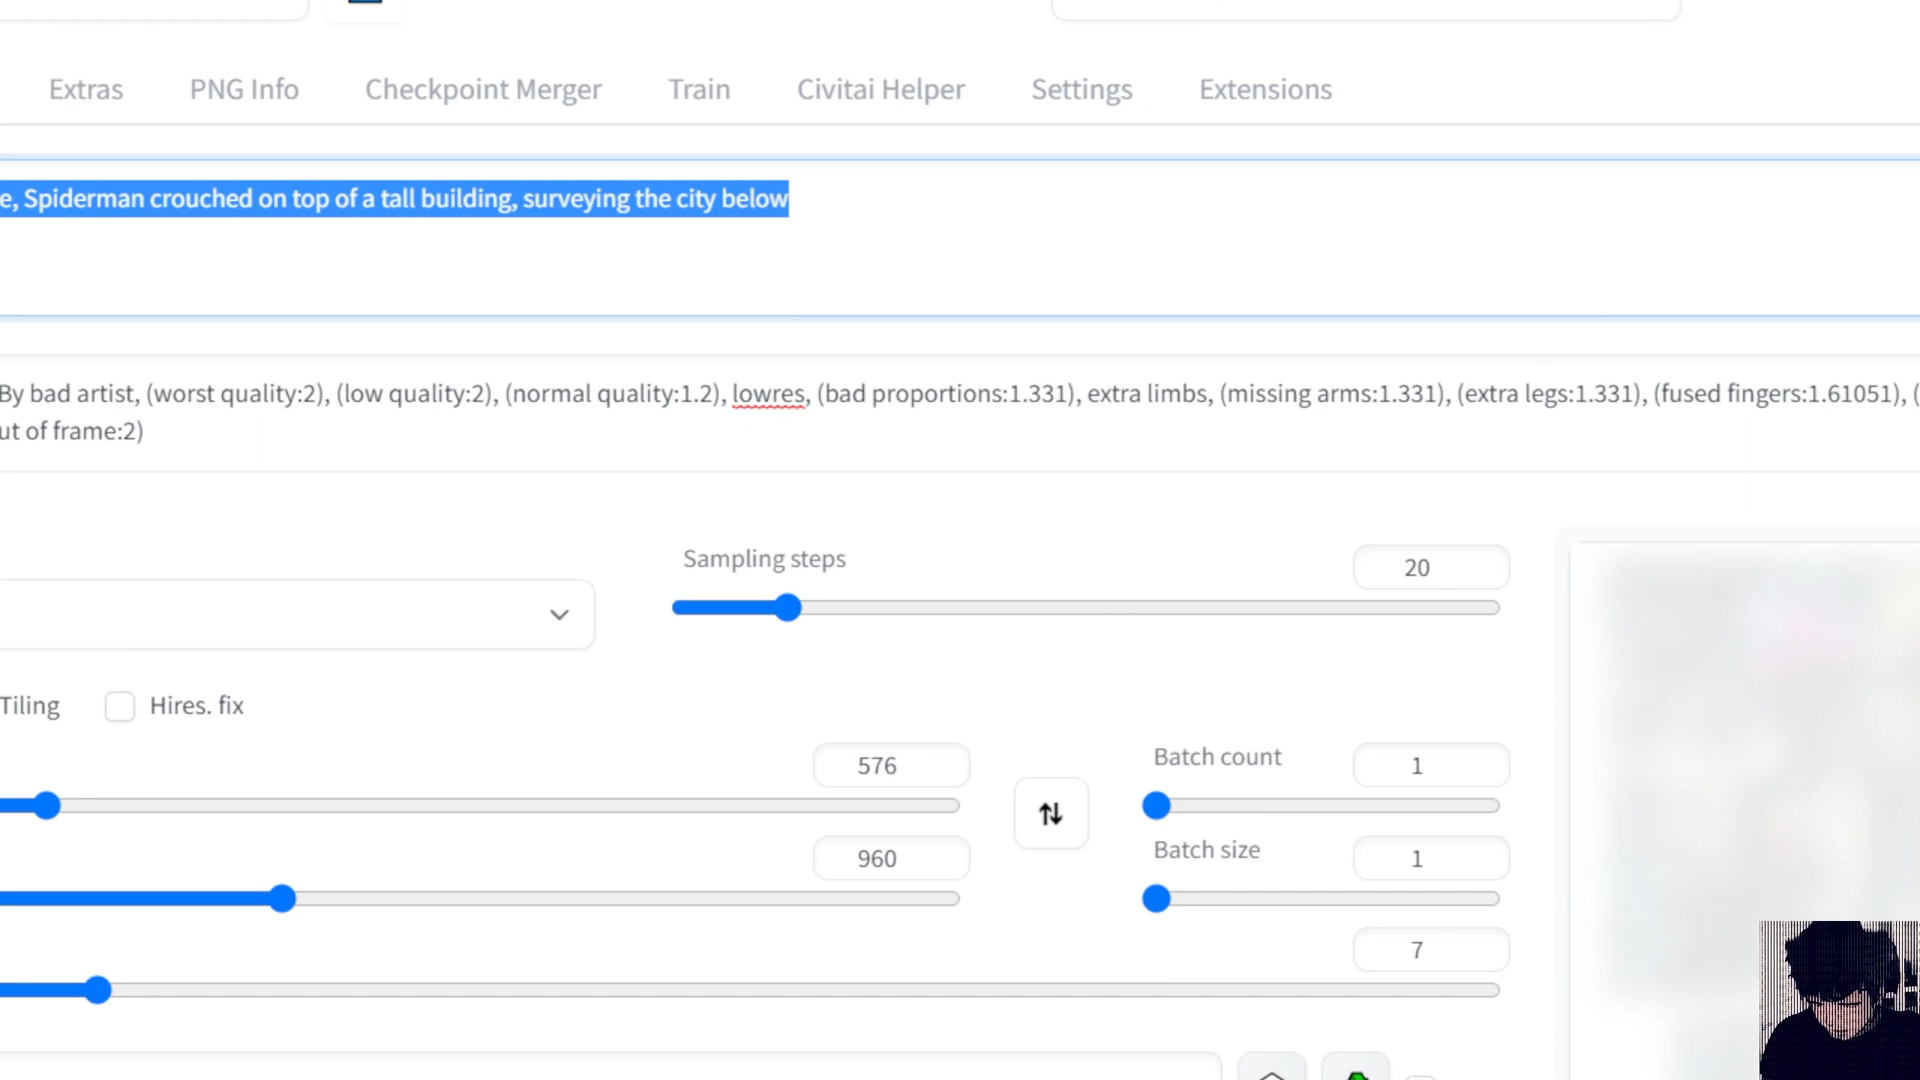 Extras PNG Info Checkpoint Merger Train Civitai Helper Settings Extensions
e, Spiderman crouched on top of a tall building, surveying the city below
By bad artist, (worst quality:2), (low quality:2), (normal quality:1.2), lowres, (bad proportions:1.331), extra limbs, (missing arms:1.331), (extra legs:1.331), (fused fingers:1.61051), (
ut of frame:2)
Sampling steps 20
Tiling Hires. fix
576 Batch count 1
960 Batch size 1
7